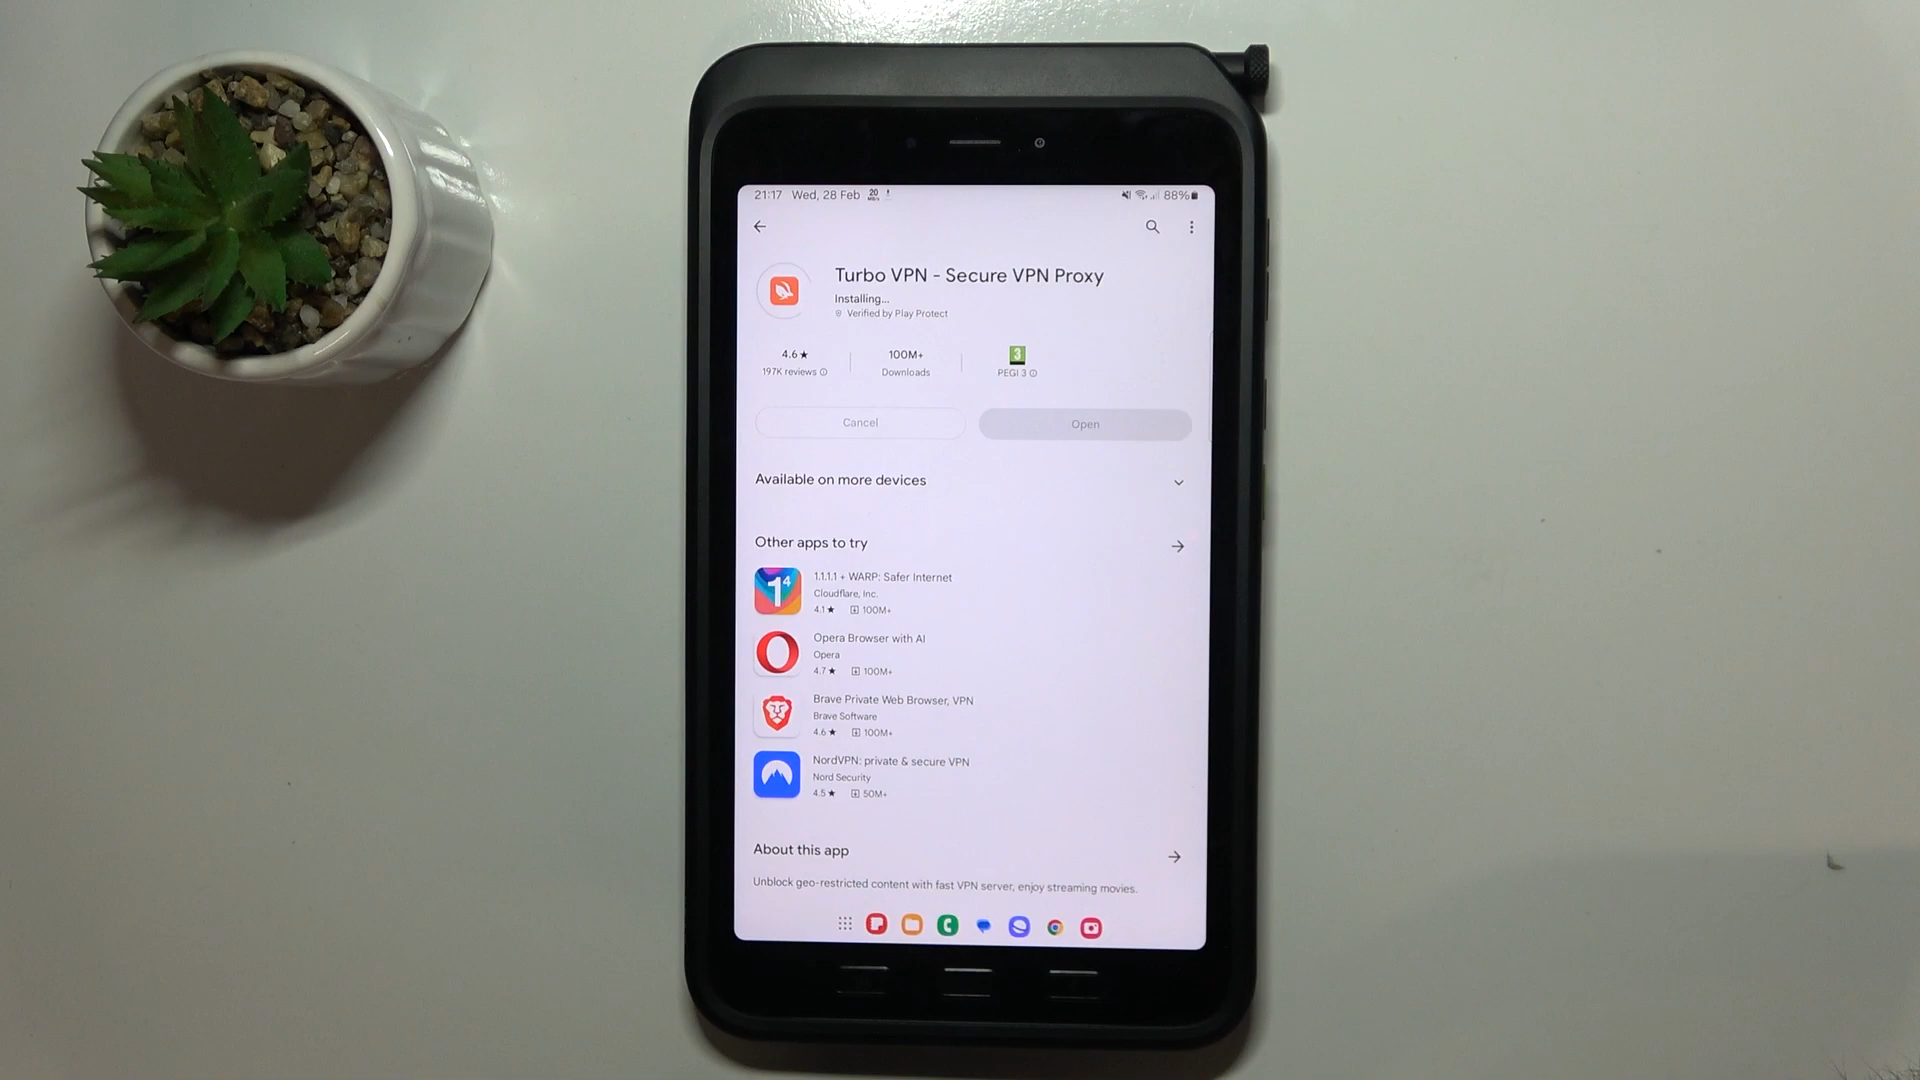 21:17 Wed, 28 Feb 20 88%
Turbo VPN - Secure VPN Proxy
Installing...
Verified by Play Protect
4.6★ 100M+ 3
197K reviews Downloads PEGI 3
Cancel Open
Available on more devices
Other apps to try
1⁴
1.1.1.1 + WARP: Safer Internet
Cloudflare, Inc.
4.1★ 100M+
Opera Browser with AI
Opera
4.7★ 100M+
Brave Private Web Browser, VPN
Brave Software
4.6★ 100M+
NordVPN: private & secure VPN
Nord Security
4.5★ 50M+
About this app
Unblock geo-restricted content with fast VPN server, enjoy streaming movies.